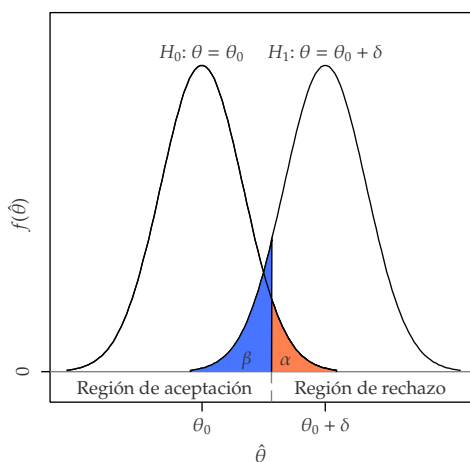 H₀: θ = θ₀ H₁: θ = θ₀ + δ
f(θ̂)
β α
0
Región de aceptación Región de rechazo
θ₀ θ₀ + δ
θ̂